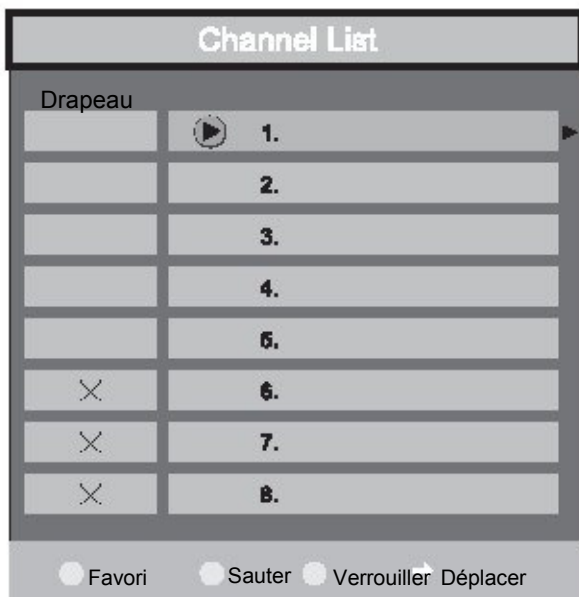 Channel List
Drapeau
1.
2.
3.
4.
5.
6.
7.
8.
Favori Sauter Verrouiller Déplacer